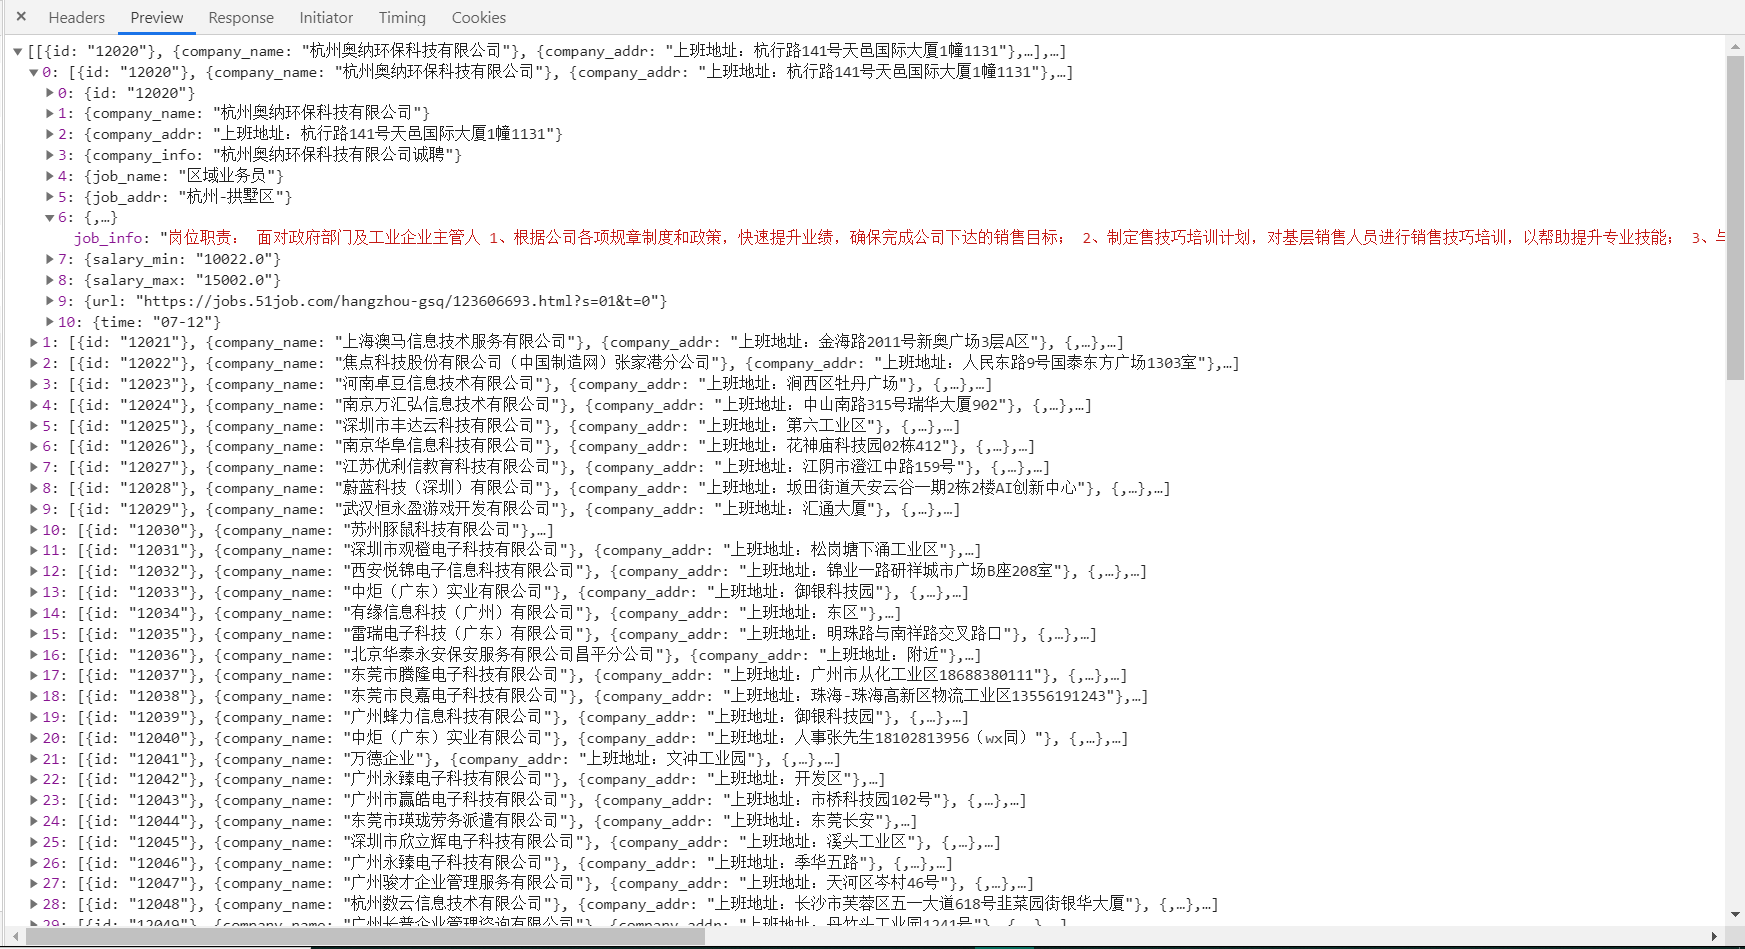 × Headers Preview Response Initiator Timing Cookies
▼[[{id: "12020"}, {company_name: "杭州奥纳环保科技有限公司"}, {company_addr: "上班地址：杭行路141号天邑国际大厦1幢1131"},…],…]
▼0: [{id: "12020"}, {company_name: "杭州奥纳环保科技有限公司"}, {company_addr: "上班地址：杭行路141号天邑国际大厦1幢1131"},…]
▶0: {id: "12020"}
▶1: {company_name: "杭州奥纳环保科技有限公司"}
▶2: {company_addr: "上班地址：杭行路141号天邑国际大厦1幢1131"}
▶3: {company_info: "杭州奥纳环保科技有限公司诚聘"}
▶4: {job_name: "区域业务员"}
▶5: {job_addr: "杭州-拱墅区"}
▼6: {,…}
job_info: "岗位职责： 面对政府部门及工业企业主管人 1、根据公司各项规章制度和政策，快速提升业绩，确保完成公司下达的销售目标； 2、制定售技巧培训计划，对基层销售人员进行销售技巧培训，以帮助提升专业技能； 3、与
▶7: {salary_min: "10022.0"}
▶8: {salary_max: "15002.0"}
▶9: {url: "https://jobs.51job.com/hangzhou-gsq/123606693.html?s=01&t=0"}
▶10: {time: "07-12"}
▶1: [{id: "12021"}, {company_name: "上海澳马信息技术服务有限公司"}, {company_addr: "上班地址：金海路2011号新奥广场3层A区"}, {,…},…]
▶2: [{id: "12022"}, {company_name: "焦点科技股份有限公司（中国制造网）张家港分公司"}, {company_addr: "上班地址：人民东路9号国泰东方广场1303室"},…]
▶3: [{id: "12023"}, {company_name: "河南卓豆信息技术有限公司"}, {company_addr: "上班地址：涧西区牡丹广场"}, {,…},…]
▶4: [{id: "12024"}, {company_name: "南京万汇弘信息技术有限公司"}, {company_addr: "上班地址：中山南路315号瑞华大厦902"}, {,…},…]
▶5: [{id: "12025"}, {company_name: "深圳市丰达云科技有限公司"}, {company_addr: "上班地址：第六工业区"}, {,…},…]
▶6: [{id: "12026"}, {company_name: "南京华阜信息科技有限公司"}, {company_addr: "上班地址：花神庙科技园02栋412"}, {,…},…]
▶7: [{id: "12027"}, {company_name: "江苏优利信教育科技有限公司"}, {company_addr: "上班地址：江阴市澄江中路159号"}, {,…},…]
▶8: [{id: "12028"}, {company_name: "蔚蓝科技（深圳）有限公司"}, {company_addr: "上班地址：坂田街道天安云谷一期2栋2楼AI创新中心"}, {,…},…]
▶9: [{id: "12029"}, {company_name: "武汉恒永盈游戏开发有限公司"}, {company_addr: "上班地址：汇通大厦"}, {,…},…]
▶10: [{id: "12030"}, {company_name: "苏州豚鼠科技有限公司"},…]
▶11: [{id: "12031"}, {company_name: "深圳市观橙电子科技有限公司"}, {company_addr: "上班地址：松岗塘下涌工业区"},…]
▶12: [{id: "12032"}, {company_name: "西安悦锦电子信息科技有限公司"}, {company_addr: "上班地址：锦业一路研祥城市广场B座208室"}, {,…},…]
▶13: [{id: "12033"}, {company_name: "中炬（广东）实业有限公司"}, {company_addr: "上班地址：御银科技园"}, {,…},…]
▶14: [{id: "12034"}, {company_name: "有缘信息科技（广州）有限公司"}, {company_addr: "上班地址：东区"},…]
▶15: [{id: "12035"}, {company_name: "雷瑞电子科技（广东）有限公司"}, {company_addr: "上班地址：明珠路与南祥路交叉路口"}, {,…},…]
▶16: [{id: "12036"}, {company_name: "北京华泰永安保安服务有限公司昌平分公司"}, {company_addr: "上班地址：附近"},…]
▶17: [{id: "12037"}, {company_name: "东莞市腾隆电子科技有限公司"}, {company_addr: "上班地址：广州市从化工业区18688380111"}, {,…},…]
▶18: [{id: "12038"}, {company_name: "东莞市良嘉电子科技有限公司"}, {company_addr: "上班地址：珠海-珠海高新区物流工业区13556191243"},…]
▶19: [{id: "12039"}, {company_name: "广州蜂力信息科技有限公司"}, {company_addr: "上班地址：御银科技园"}, {,…},…]
▶20: [{id: "12040"}, {company_name: "中炬（广东）实业有限公司"}, {company_addr: "上班地址：人事张先生18102813956（wx同）"}, {,…},…]
▶21: [{id: "12041"}, {company_name: "万德企业"}, {company_addr: "上班地址：文冲工业园"}, {,…},…]
▶22: [{id: "12042"}, {company_name: "广州永臻电子科技有限公司"}, {company_addr: "上班地址：开发区"},…]
▶23: [{id: "12043"}, {company_name: "广州市赢皓电子科技有限公司"}, {company_addr: "上班地址：市桥科技园102号"}, {,…},…]
▶24: [{id: "12044"}, {company_name: "东莞市瑛珑劳务派遣有限公司"}, {company_addr: "上班地址：东莞长安"},…]
▶25: [{id: "12045"}, {company_name: "深圳市欣立辉电子科技有限公司"}, {company_addr: "上班地址：溪头工业区"}, {,…},…]
▶26: [{id: "12046"}, {company_name: "广州永臻电子科技有限公司"}, {company_addr: "上班地址：季华五路"}, {,…},…]
▶27: [{id: "12047"}, {company_name: "广州骏才企业管理服务有限公司"}, {company_addr: "上班地址：天河区岑村46号"}, {,…},…]
▶28: [{id: "12048"}, {company_name: "杭州数云信息技术有限公司"}, {company_addr: "上班地址：长沙市芙蓉区五一大道618号韭菜园街银华大厦"}, {,…},…]
▶29: [{id: "12049"}, {company_name: "广州长普企业管理咨询有限公司"}, {company_addr: "上班地址：丹竹头工业园1241号"}, {,…},…]